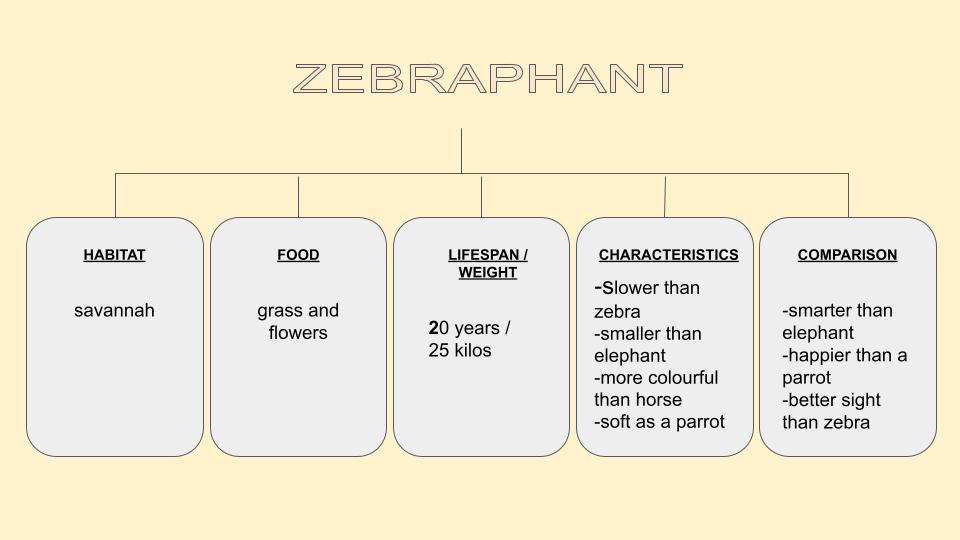 ZEBRAPHANT
HABITAT
savannah
FOOD
grass and
flowers
LIFESPAN /
WEIGHT
20 years /
25 kilos
CHARACTERISTICS
-slower than
zebra
-smaller than
elephant
-more colourful
than horse
-soft as a parrot
COMPARISON
-smarter than
elephant
-happier than a
parrot
-better sight
than zebra